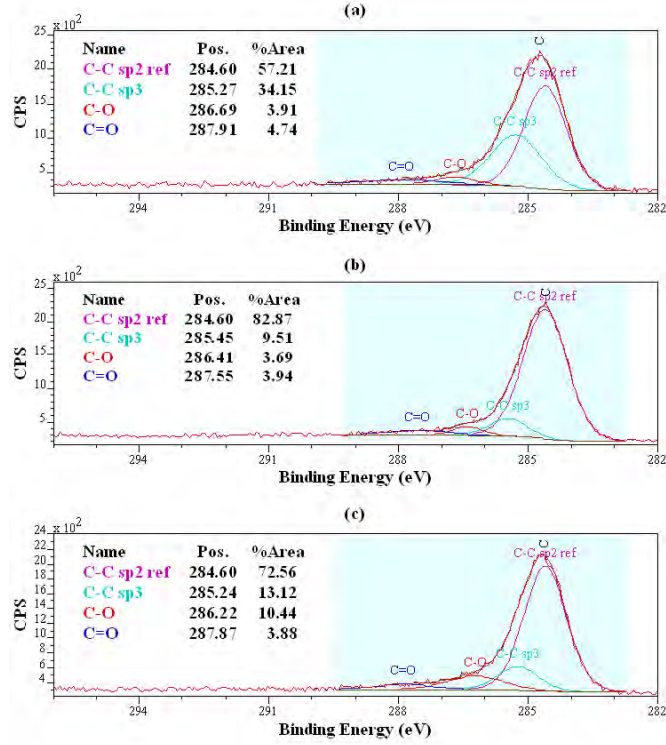 (a)
25 x 10²
Name Pos. %Area
C-C sp2 ref 284.60 57.21
C-C sp3 285.27 34.15
C-O 286.69 3.91
C=O 287.91 4.74
C
C-C sp2 ref
C-C sp3
C-O
C=O
20
15
10
5
CPS
294 291 288 285 282
Binding Energy (eV)
(b)
25 x 10²
Name Pos. %Area
C-C sp2 ref 284.60 82.87
C-C sp3 285.45 9.51
C-O 286.41 3.69
C=O 287.55 3.94
C
C-C sp2 ref
C-C sp3
C-O
C=O
20
15
10
5
CPS
294 291 288 285 282
Binding Energy (eV)
(c)
24 x 10²
Name Pos. %Area
C-C sp2 ref 284.60 72.56
C-C sp3 285.24 13.12
C-O 286.22 10.44
C=O 287.87 3.88
C
C-C sp2 ref
C-C sp3
C-O
C=O
22
20
18
16
14
12
10
8
6
4
CPS
294 291 288 285 282
Binding Energy (eV)